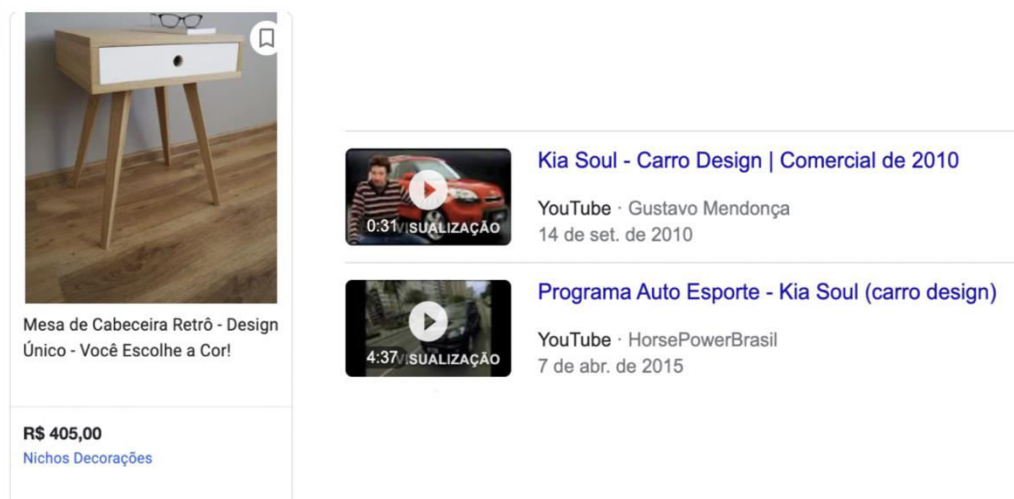 Mesa de Cabeceira Retrô - Design
Único - Você Escolhe a Cor!
R$ 405,00
Nichos Decorações
Kia Soul - Carro Design | Comercial de 2010
YouTube · Gustavo Mendonça
14 de set. de 2010
0:31 VISUALIZAÇÃO
Programa Auto Esporte - Kia Soul (carro design)
YouTube · HorsePowerBrasil
7 de abr. de 2015
4:37 VISUALIZAÇÃO